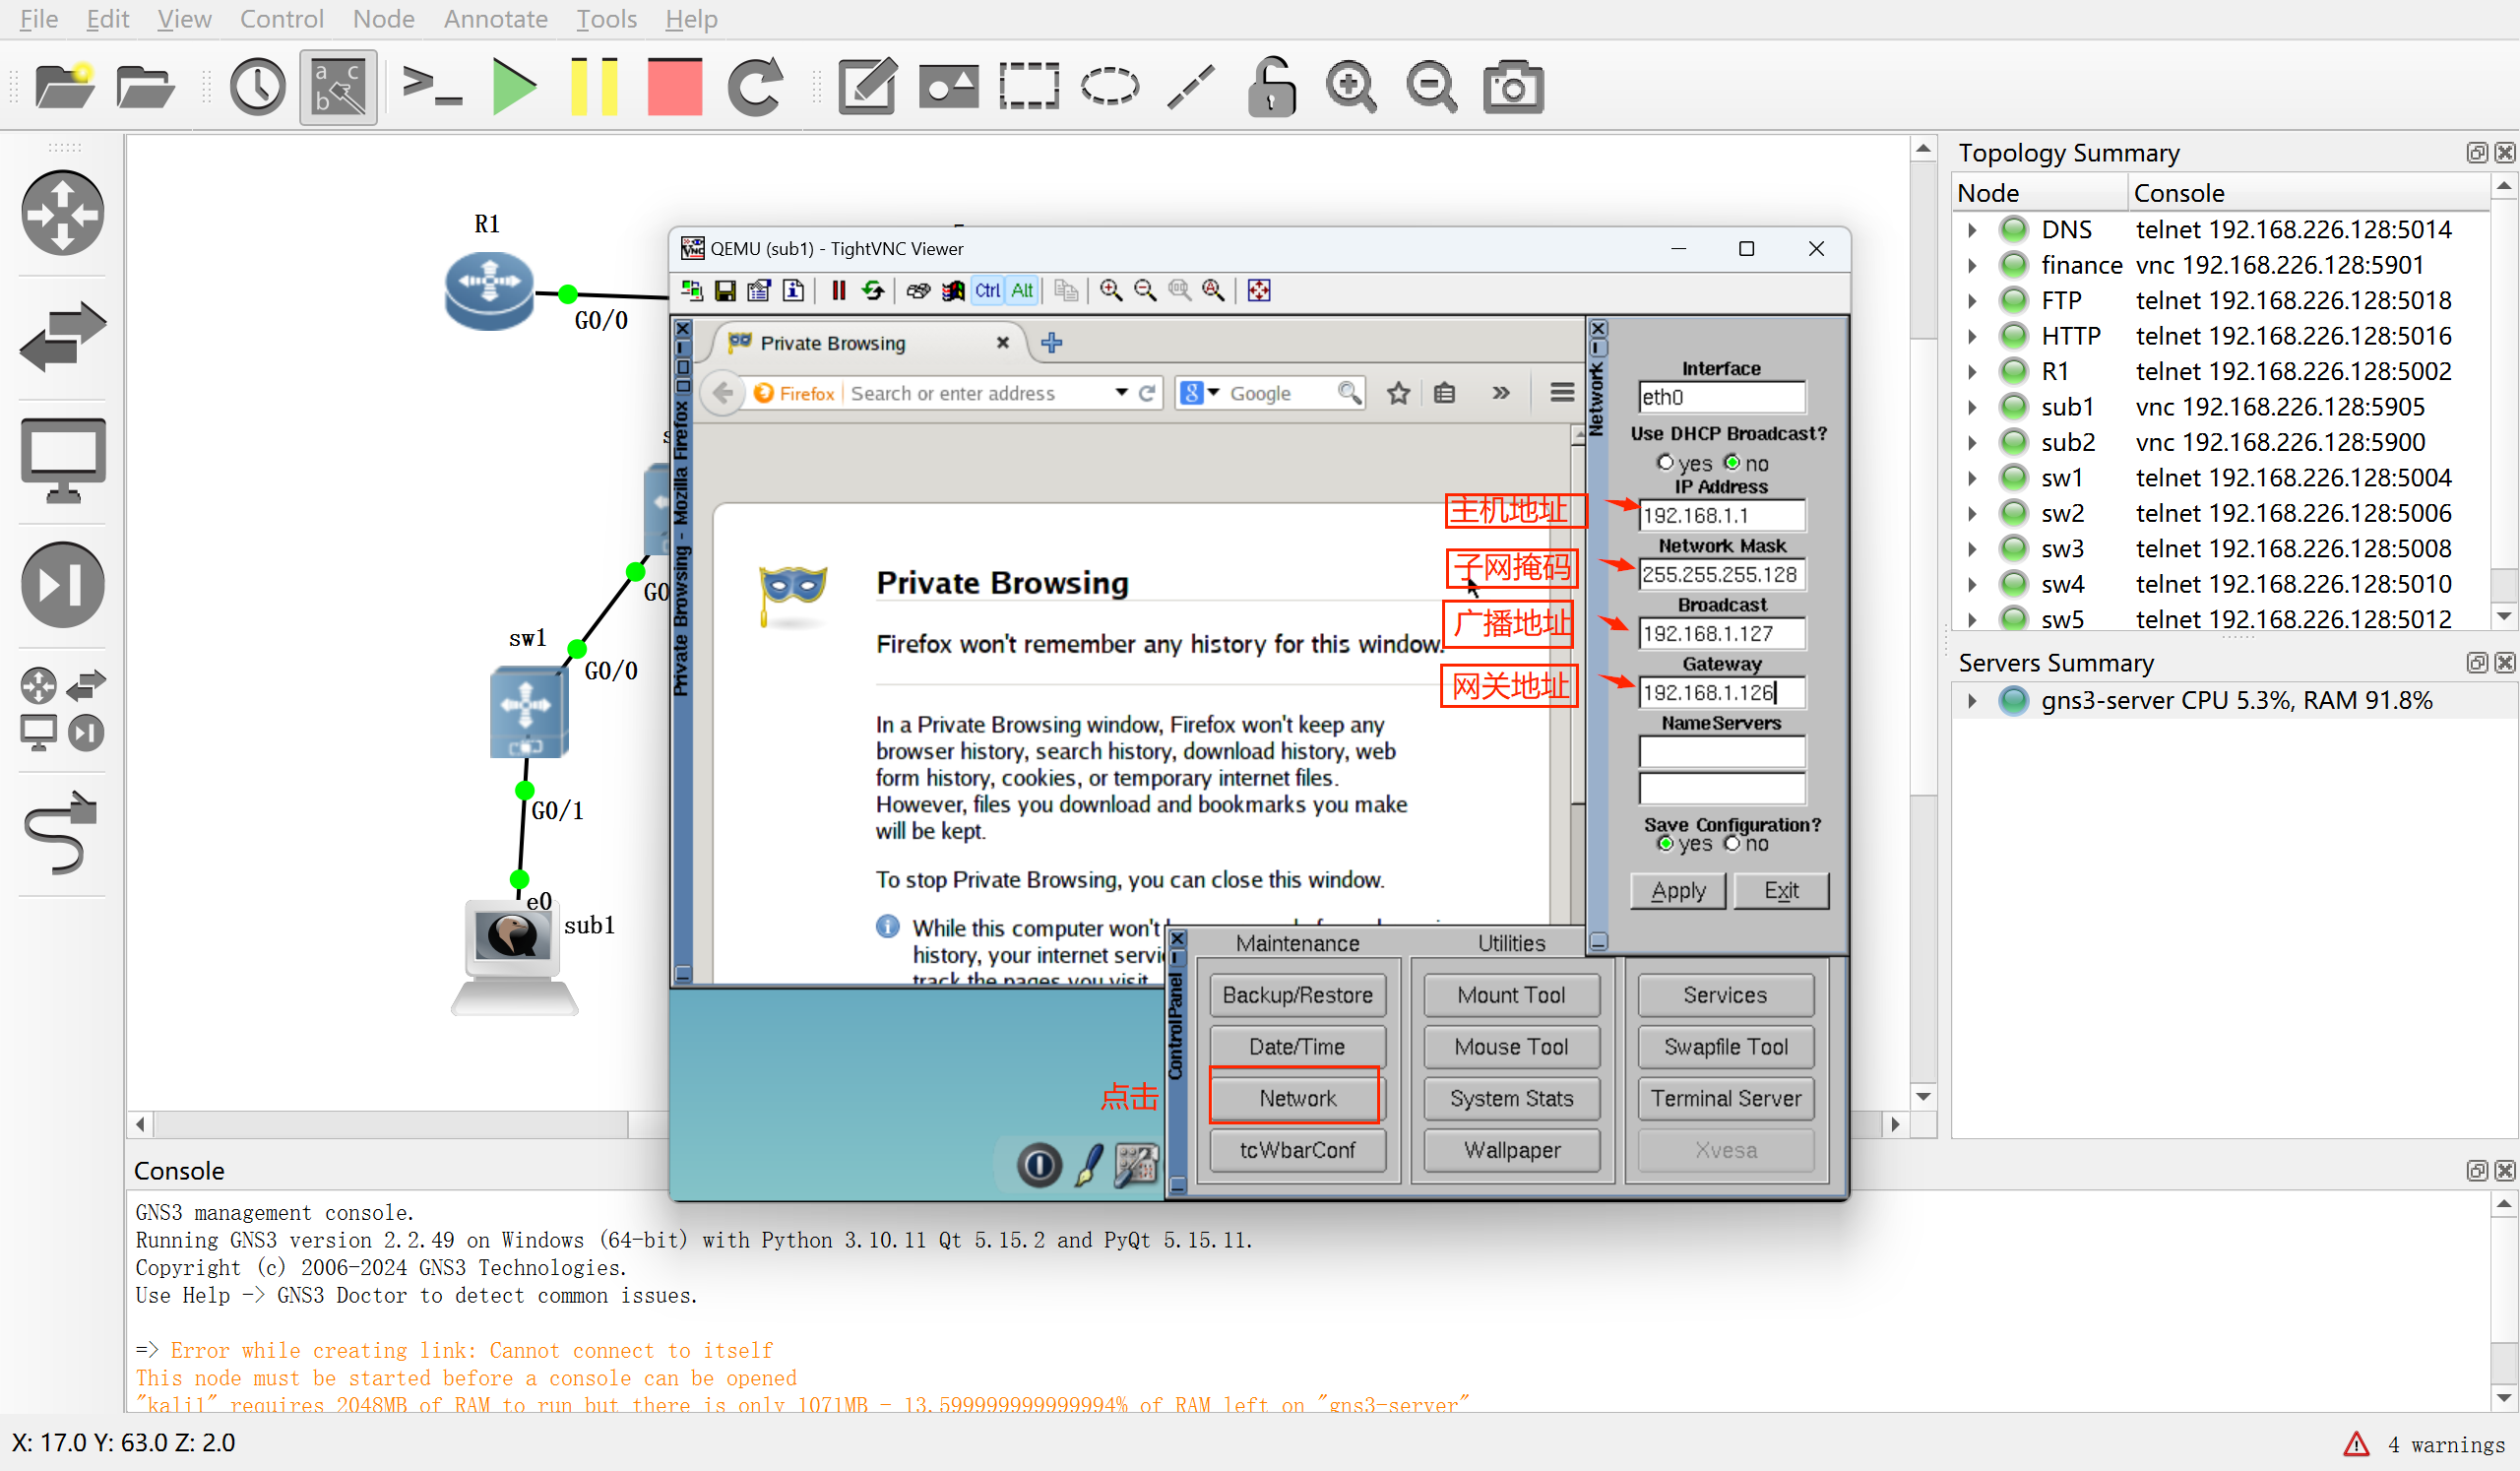 File Edit View Control Node Annotate Tools Help
R1
G0/0
sw1
G0/0
G0/1
e0
sub1
QEMU (sub1) - TightVNC Viewer
Ctrl Alt
Private Browsing - Mozilla Firefox
Private Browsing
Firefox Search or enter address
Google
Private Browsing
Firefox won't remember any history for this window.
In a Private Browsing window, Firefox won't keep any
browser history, search history, download history, web
form history, cookies, or temporary internet files.
However, files you download and bookmarks you make
will be kept.
To stop Private Browsing, you can close this window.
While this computer won't
history, your internet servi
track the pages you visit
主机地址
子网掩码
广播地址
网关地址
Network
Interface
eth0
Use DHCP Broadcast?
yes no
IP Address
192.168.1.1
Network Mask
255.255.255.128
Broadcast
192.168.1.127
Gateway
192.168.1.126
NameServers
Save Configuration?
yes no
Apply Exit
ControlPanel
Maintenance Utilities
Backup/Restore Mount Tool Services
Date/Time Mouse Tool Swapfile Tool
点击 Network System Stats Terminal Server
tcWbarConf Wallpaper Xvesa
Topology Summary
Node Console
DNS telnet 192.168.226.128:5014
finance vnc 192.168.226.128:5901
FTP telnet 192.168.226.128:5018
HTTP telnet 192.168.226.128:5016
R1 telnet 192.168.226.128:5002
sub1 vnc 192.168.226.128:5905
sub2 vnc 192.168.226.128:5900
sw1 telnet 192.168.226.128:5004
sw2 telnet 192.168.226.128:5006
sw3 telnet 192.168.226.128:5008
sw4 telnet 192.168.226.128:5010
sw5 telnet 192.168.226.128:5012
Servers Summary
gns3-server CPU 5.3%, RAM 91.8%
Console
GNS3 management console.
Running GNS3 version 2.2.49 on Windows (64-bit) with Python 3.10.11 Qt 5.15.2 and PyQt 5.15.11.
Copyright (c) 2006-2024 GNS3 Technologies.
Use Help -> GNS3 Doctor to detect common issues.
=> Error while creating link: Cannot connect to itself
This node must be started before a console can be opened
"kali1" requires 2048MB of RAM to run but there is only 1071MB - 13.599999999999994% of RAM left on "gns3-server"
X: 17.0 Y: 63.0 Z: 2.0
4 warnings